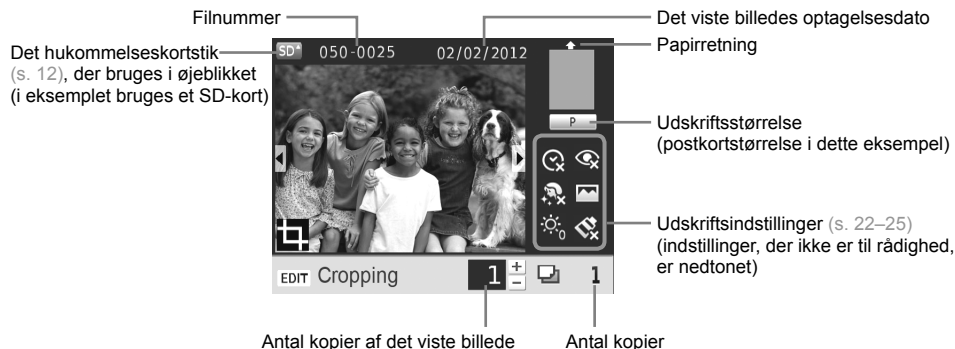 Filnummer
Det viste billedes optagelsesdato
Papirretning
Det hukommelseskortstik
(s. 12), der bruges i øjeblikket
(i eksemplet bruges et SD-kort)
SD
050-0025
02/02/2012
P
Udskriftsstørrelse
(postkortstørrelse i dette eksempel)
0
Udskriftsindstillinger (s. 22–25)
(indstillinger, der ikke er til rådighed,
er nedtonet)
EDIT Cropping
1 + −
1
Antal kopier af det viste billede
Antal kopier